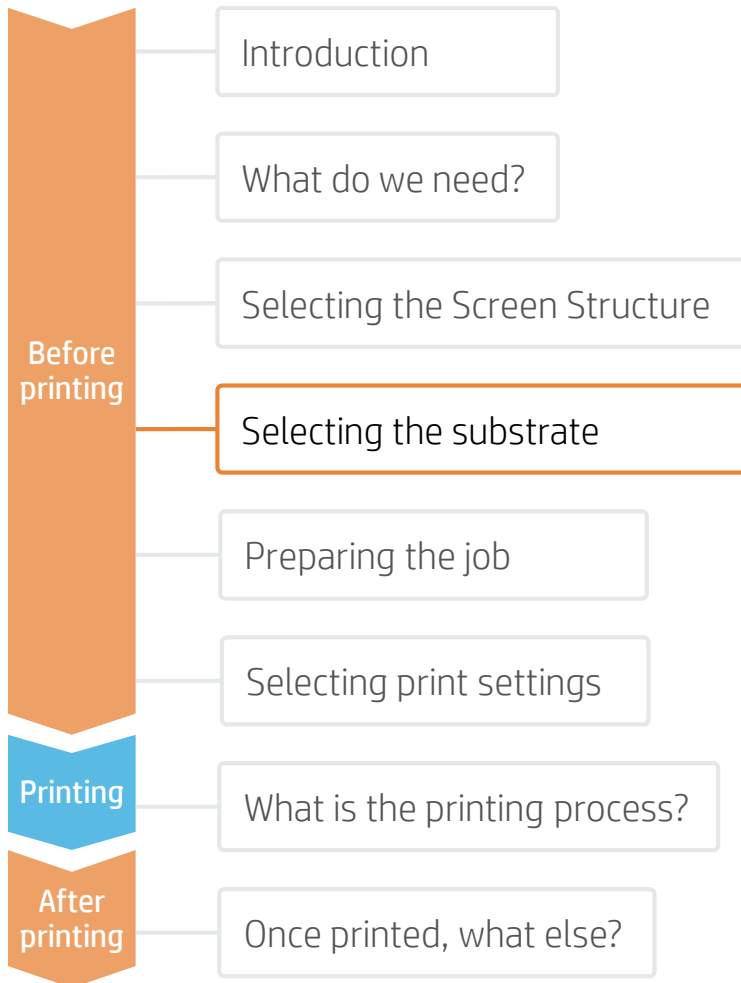 Introduction
What do we need?
Selecting the Screen Structure
Before
printing
Selecting the substrate
Preparing the job
Selecting print settings
Printing
What is the printing process?
After
printing
Once printed, what else?